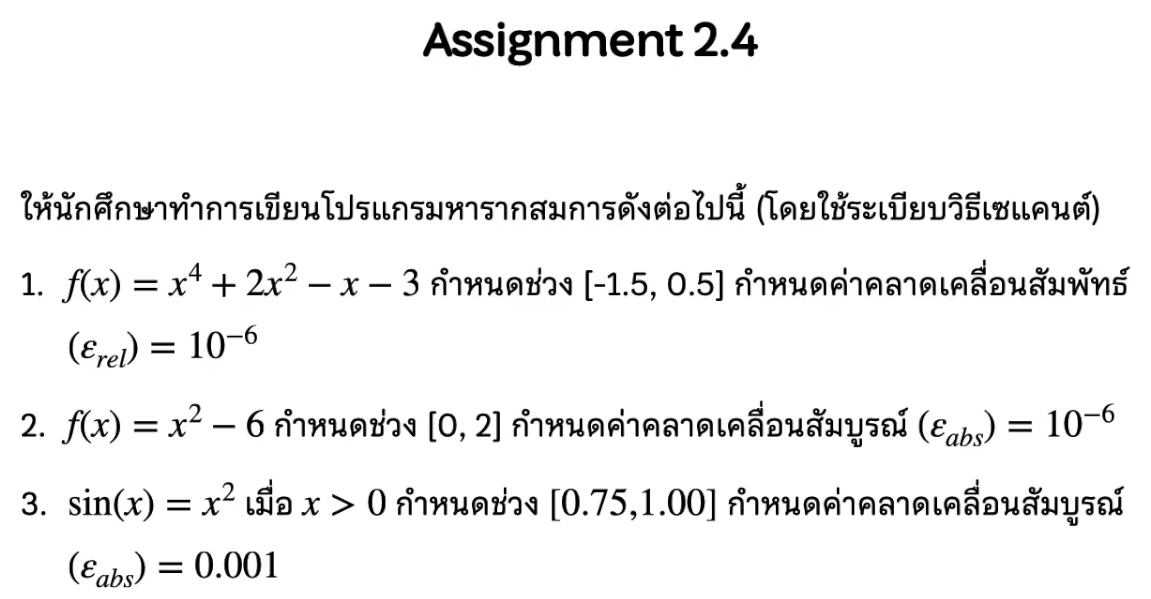 Assignment 2.4
ให้นักศึกษาทำการเขียนโปรแกรมหารากสมการดังต่อไปนี้ (โดยใช้ระเบียบวิธีเซแคนต์)
1. f(x) = x⁴ + 2x² − x − 3 กำหนดช่วง [-1.5, 0.5] กำหนดค่าคลาดเคลื่อนสัมพัทธ์
(ε_rel) = 10⁻⁶
2. f(x) = x² − 6 กำหนดช่วง [0, 2] กำหนดค่าคลาดเคลื่อนสัมบูรณ์ (ε_abs) = 10⁻⁶
3. sin(x) = x² เมื่อ x > 0 กำหนดช่วง [0.75,1.00] กำหนดค่าคลาดเคลื่อนสัมบูรณ์
(ε_abs) = 0.001